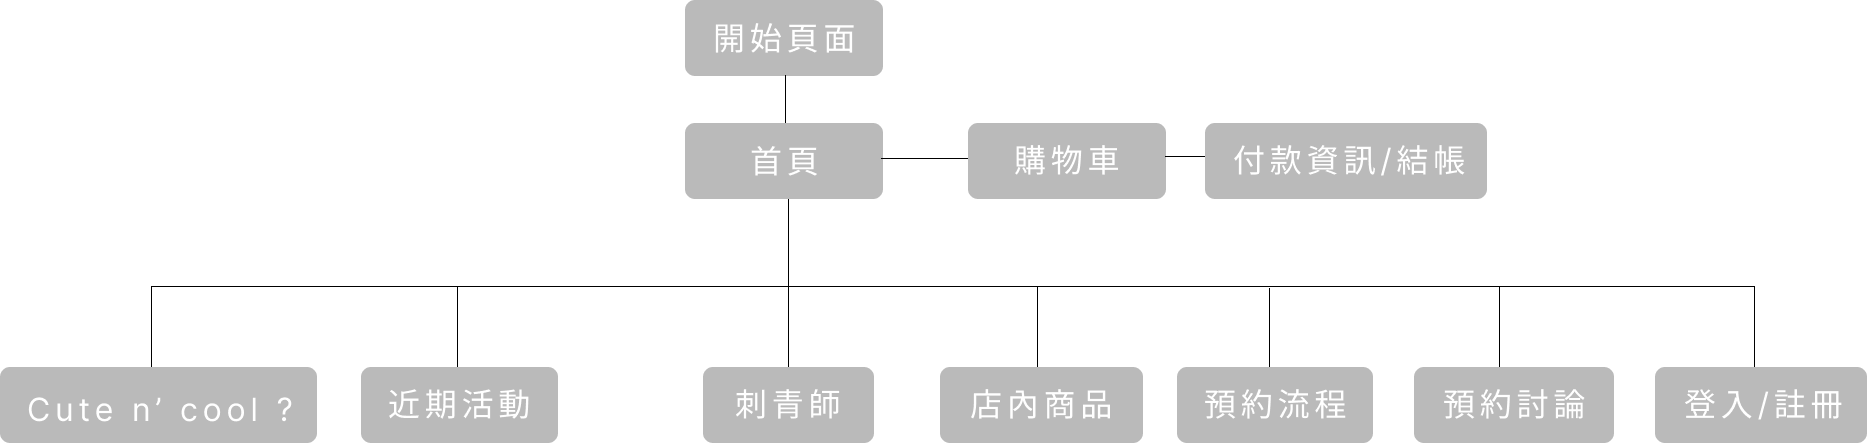 開始頁面
首頁
購物車
付款資訊/結帳
Cute n’ cool ?
近期活動
刺青師
店內商品
預約流程
預約討論
登入/註冊